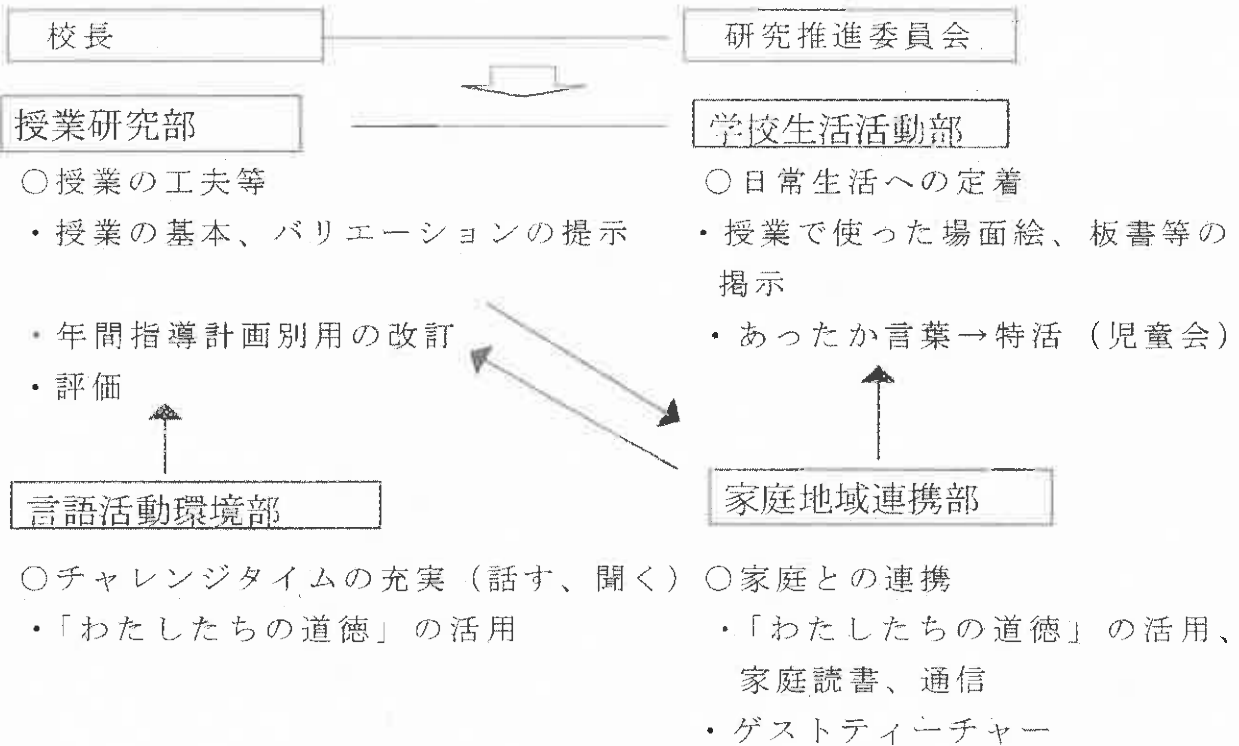 校長
研究推進委員会
授業研究部
学校生活活動部
○授業の工夫等
・授業の基本、バリエーションの提示
・年間指導計画別用の改訂
・評価
○日常生活への定着
・授業で使った場面絵、板書等の
掲示
・あったか言葉→特活（児童会）
言語活動環境部
家庭地域連携部
○チャレンジタイムの充実（話す、聞く）
・「わたしたちの道徳」の活用
○家庭との連携
・「わたしたちの道徳」の活用、
家庭読書、通信
・ゲストティーチャー